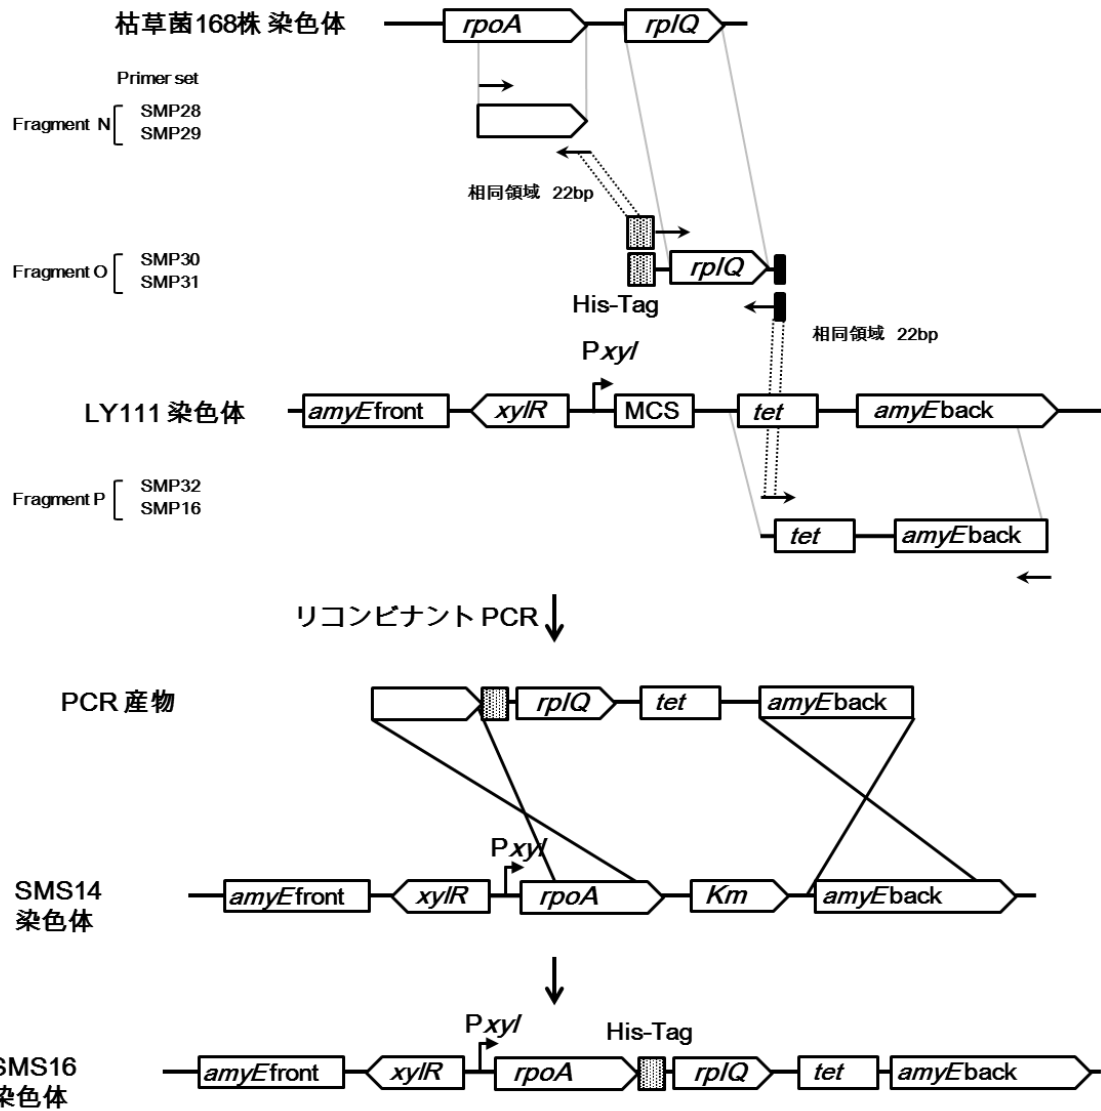 枯草菌168株 染色体
rpoA
rplQ
Primer set
Fragment N
SMP28
SMP29
相同領域 22bp
Fragment O
SMP30
SMP31
rplQ
His-Tag
相同領域 22bp
Pxyl
LY111 染色体
amyEfront
xylR
MCS
tet
amyEback
Fragment P
SMP32
SMP16
tet
amyEback
リコンビナント PCR
PCR 産物
rplQ
tet
amyEback
Pxyl
SMS14
染色体
amyEfront
xylR
rpoA
Km
amyEback
Pxyl
His-Tag
SMS16
染色体
amyEfront
xylR
rpoA
rplQ
tet
amyEback